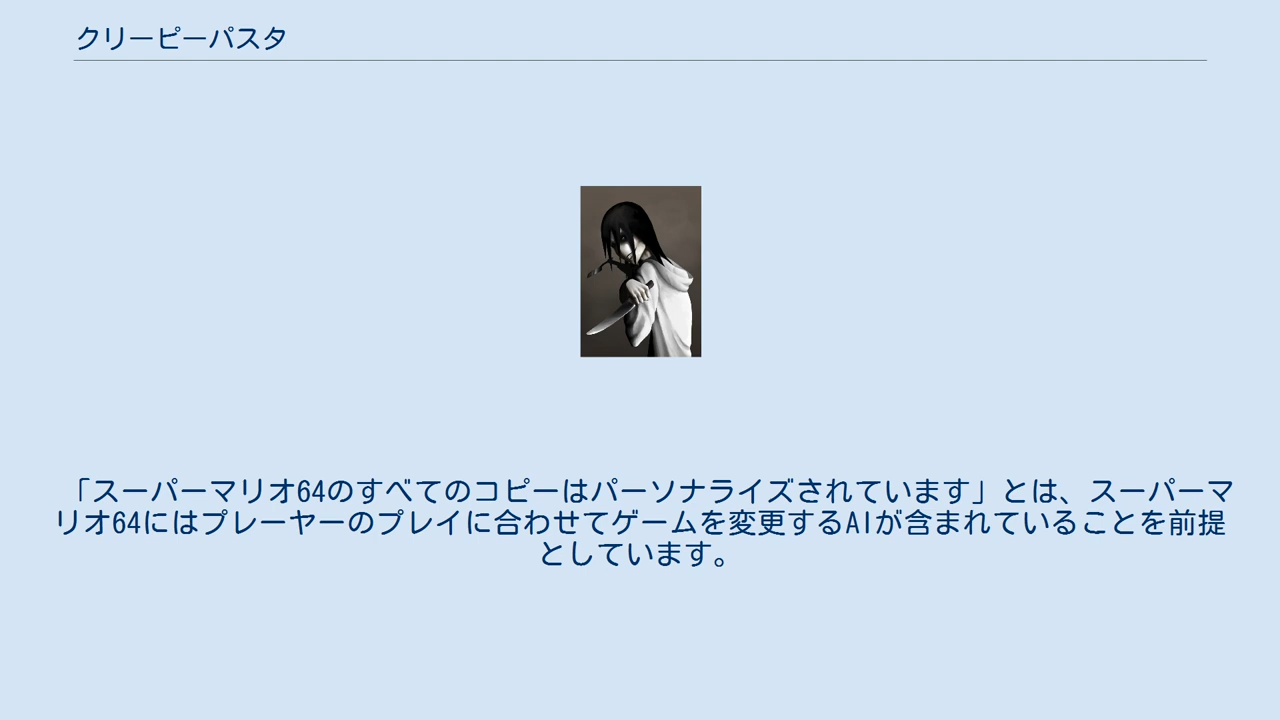 クリーピーパスタ
「スーパーマリオ64のすべてのコピーはパーソナライズされています」とは、スーパーマ
リオ64にはプレーヤーのプレイに合わせてゲームを変更するAIが含まれていることを前提
としています。